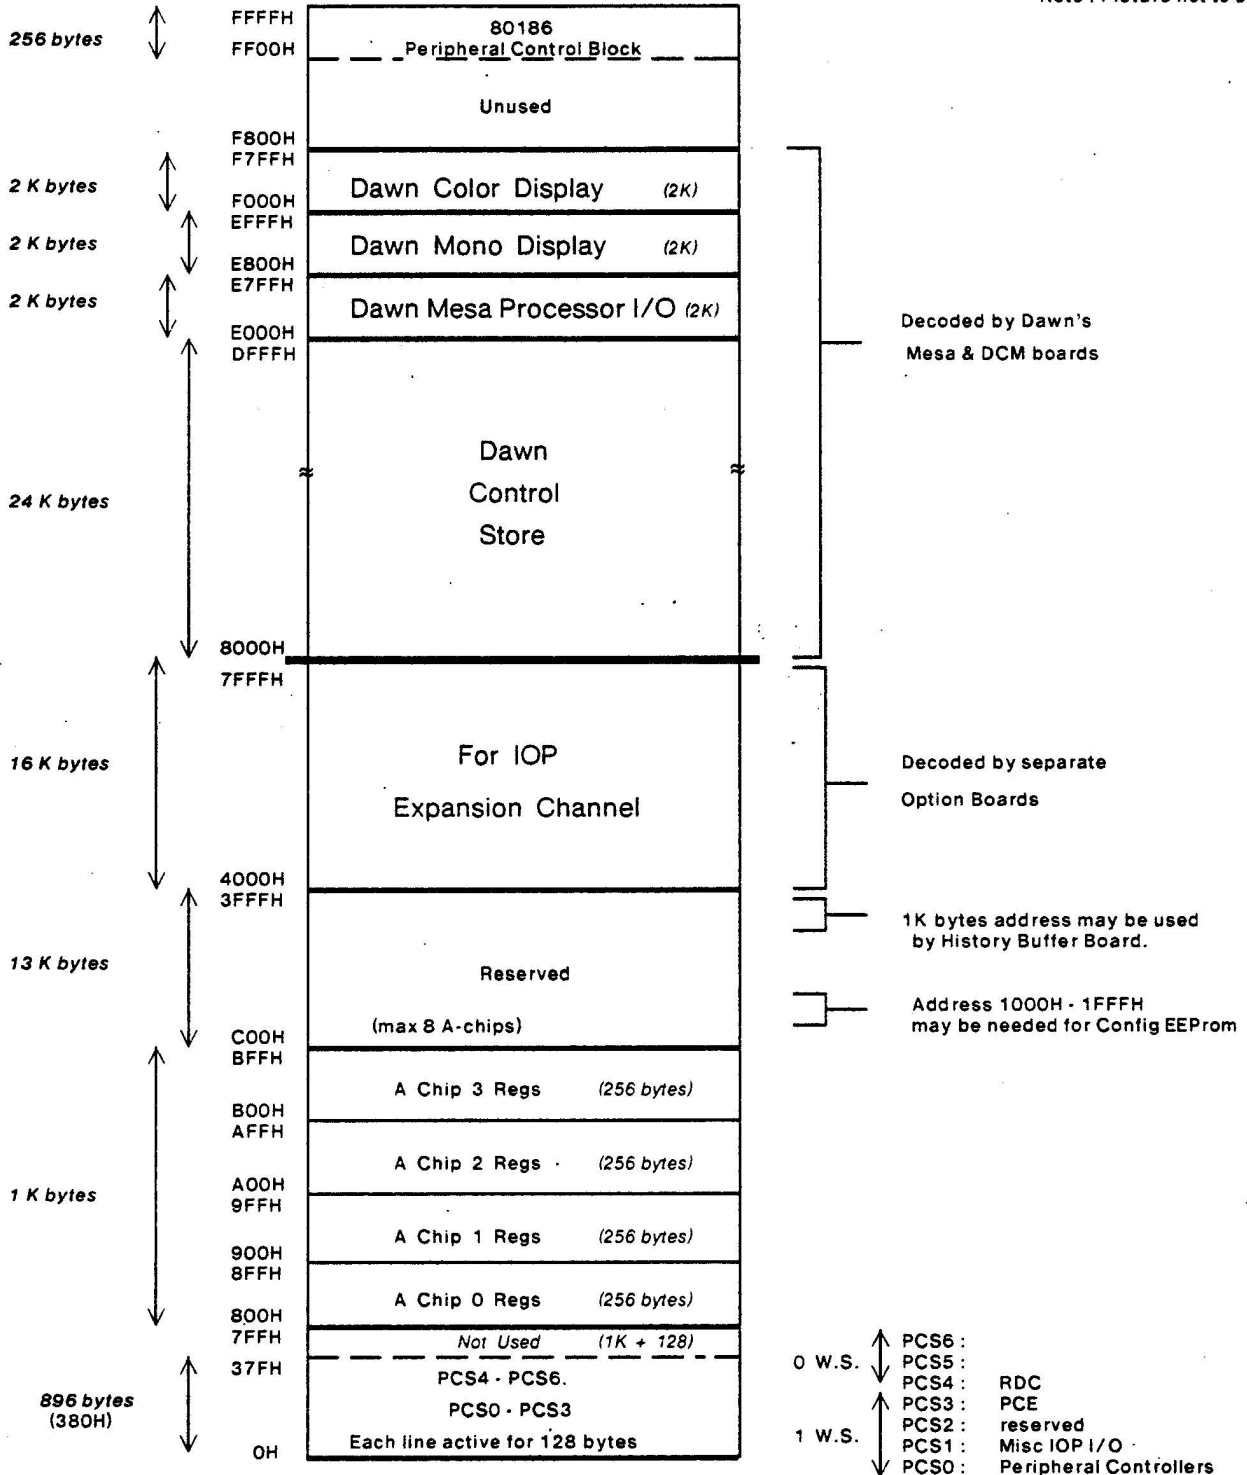 FFFFH
256 bytes
80186
FF00H
Peripheral Control Block
Unused
F800H
F7FFH
2 K bytes
Dawn Color Display (2K)
F000H
EFFFH
2 K bytes
Dawn Mono Display (2K)
E800H
E7FFH
2 K bytes
Dawn Mesa Processor I/O (2K)
E000H
DFFFH
Decoded by Dawn's
Mesa & DCM boards
Dawn
Control
Store
24 K bytes
8000H
7FFFH
16 K bytes
For IOP
Expansion Channel
Decoded by separate
Option Boards
4000H
3FFFH
1K bytes address may be used
by History Buffer Board.
13 K bytes
Reserved
(max 8 A-chips)
Address 1000H - 1FFFH
may be needed for Config EEProm
C00H
BFFH
A Chip 3 Regs (256 bytes)
B00H
AFFH
A Chip 2 Regs (256 bytes)
A00H
9FFH
1 K bytes
A Chip 1 Regs (256 bytes)
900H
8FFH
A Chip 0 Regs (256 bytes)
800H
7FFH
Not Used (1K + 128)
37FH
PCS4 - PCS6.
PCS0 - PCS3
896 bytes
(380H)
Each line active for 128 bytes
0H
0 W.S.
PCS6 :
PCS5 :
PCS4 : RDC
1 W.S.
PCS3 : PCE
PCS2 : reserved
PCS1 : Misc IOP I/O
PCS0 : Peripheral Controllers